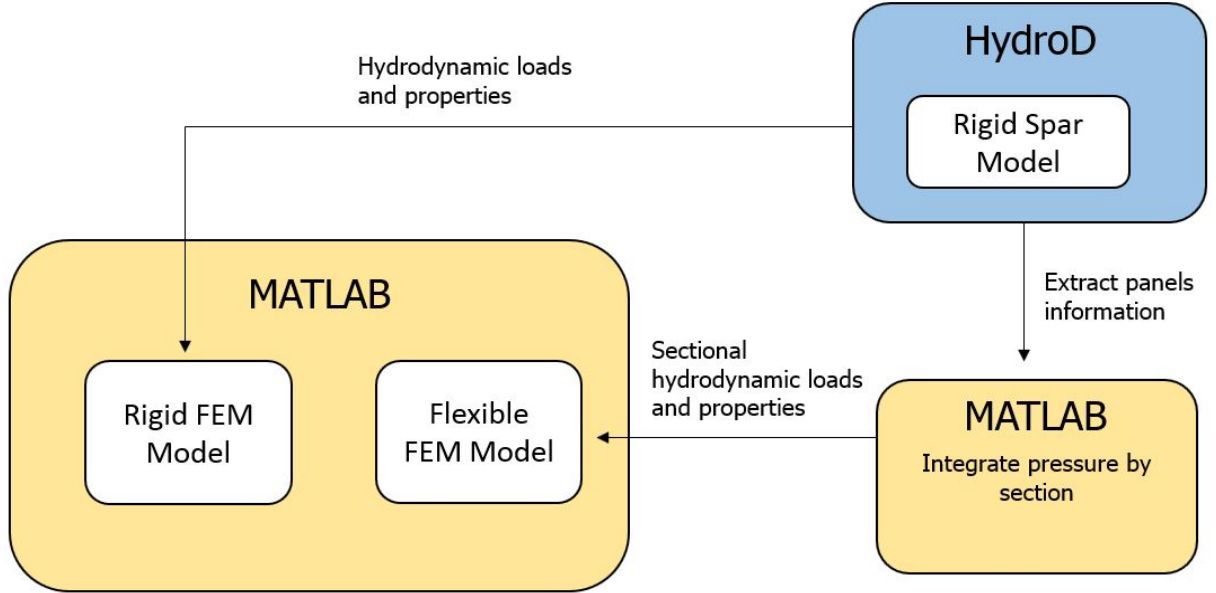 HydroD
Rigid Spar
Model
Hydrodynamic loads
and properties
Extract panels
information
MATLAB
Rigid FEM
Model
Flexible
FEM Model
Sectional
hydrodynamic loads
and properties
MATLAB
Integrate pressure by
section